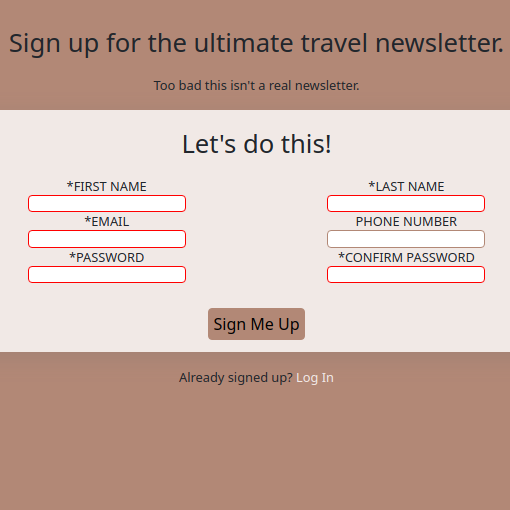 Sign up for the ultimate travel newsletter.
Too bad this isn't a real newsletter.
Let's do this!
*FIRST NAME
*LAST NAME
*EMAIL
PHONE NUMBER
*PASSWORD
*CONFIRM PASSWORD
Sign Me Up
Already signed up? Log In